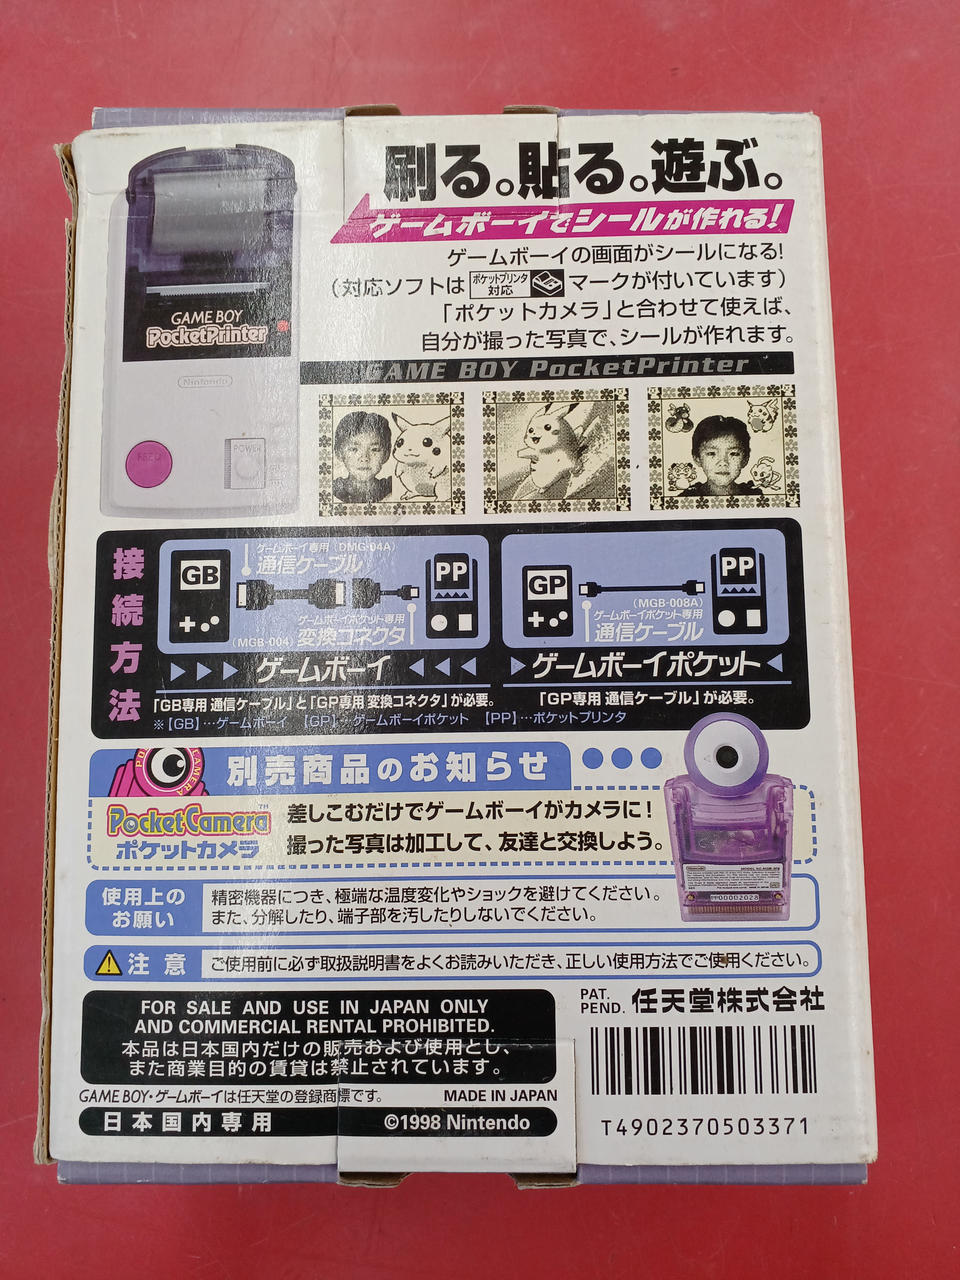 刷る。貼る。遊ぶ。
ゲームボーイでシールが作れる!
ゲームボーイの画面がシールになる!
(対応ソフトは ポケットプリンタ 対応 マークが付いています)
「ポケットカメラ」と合わせて使えば、
自分が撮った写真で、シールが作れます。
GAME BOY
PocketPrinter
Nintendo
FEED
POWER
GAME BOY PocketPrinter
接続方法
GB
ゲームボーイ専用 (DMG-04A)
通信ケーブル
PP
ゲームボーイポケット専用
(MGB-004) 変換コネクタ
ゲームボーイ
「GB専用 通信ケーブル」と「GP専用 変換コネクタ」が必要。
GP
PP
(MGB-008A)
ゲームボーイポケット専用
通信ケーブル
ゲームボーイポケット
「GP専用 通信ケーブル」が必要。
※【GB】…ゲームボーイ 【GP】…ゲームボーイポケット 【PP】…ポケットプリンタ
別売商品のお知らせ
PocketCamera™
ポケットカメラ
差しこむだけでゲームボーイがカメラに!
撮った写真は加工して、友達と交換しよう。
PP00002028
使用上のお願い
精密機器につき、極端な温度変化やショックを避けてください。
また、分解したり、端子部を汚したりしないでください。
注意
ご使用前に必ず取扱説明書をよくお読みいただき、正しい使用方法でご使用ください。
FOR SALE AND USE IN JAPAN ONLY
AND COMMERCIAL RENTAL PROHIBITED.
本品は日本国内だけの販売および使用とし、
また商業目的の賃貸は禁止されています。
GAME BOY・ゲームボーイは任天堂の登録商標です。
MADE IN JAPAN
日本国内専用
©1998 Nintendo
PAT. PEND. 任天堂株式会社
T4902370503371